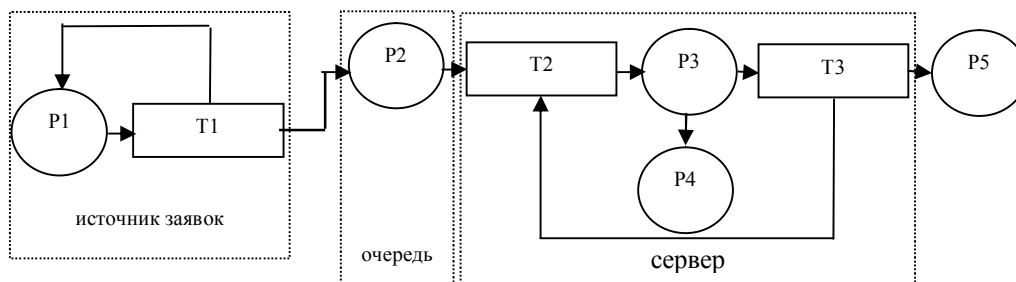 P1
T1
источник заявок
P2
очередь
T2
P3
T3
P4
сервер
P5